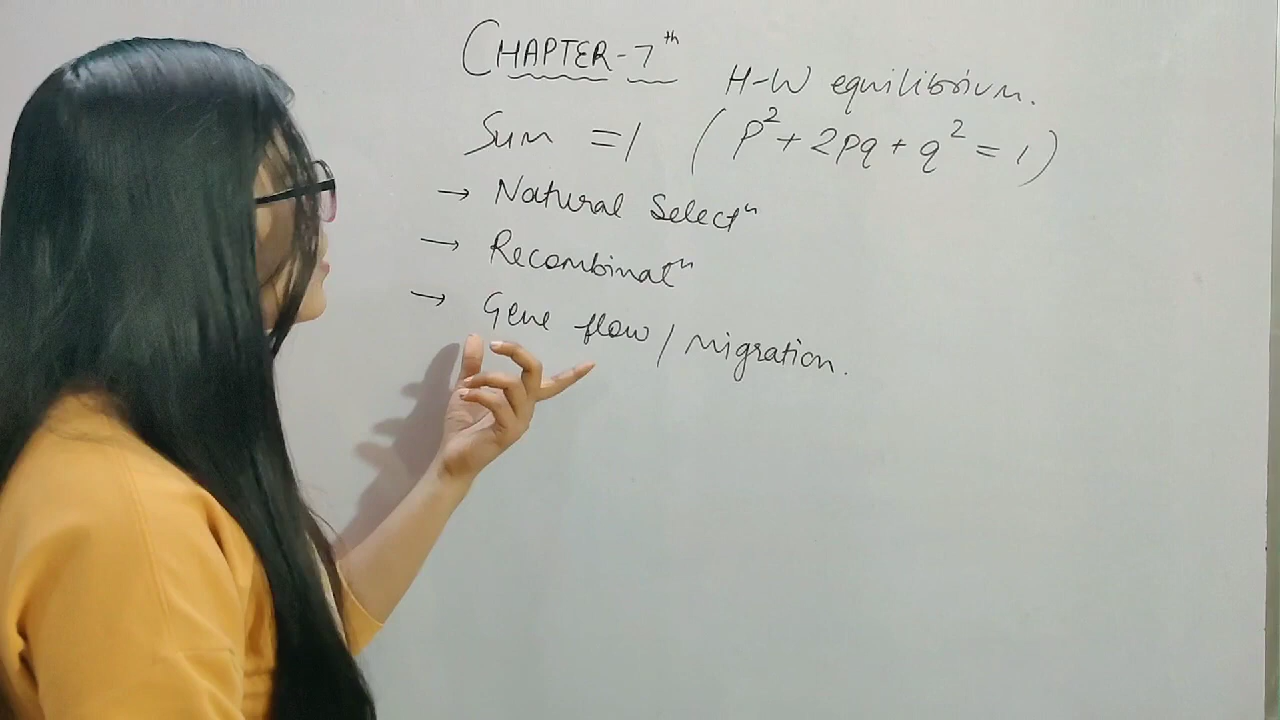 CHAPTER-7th
H-W equilibrium.
Sum =1 (p²+2pq+q²=1)
→ Natural Selectⁿ
→ Recombinatⁿ
→ Gene flow/migration.